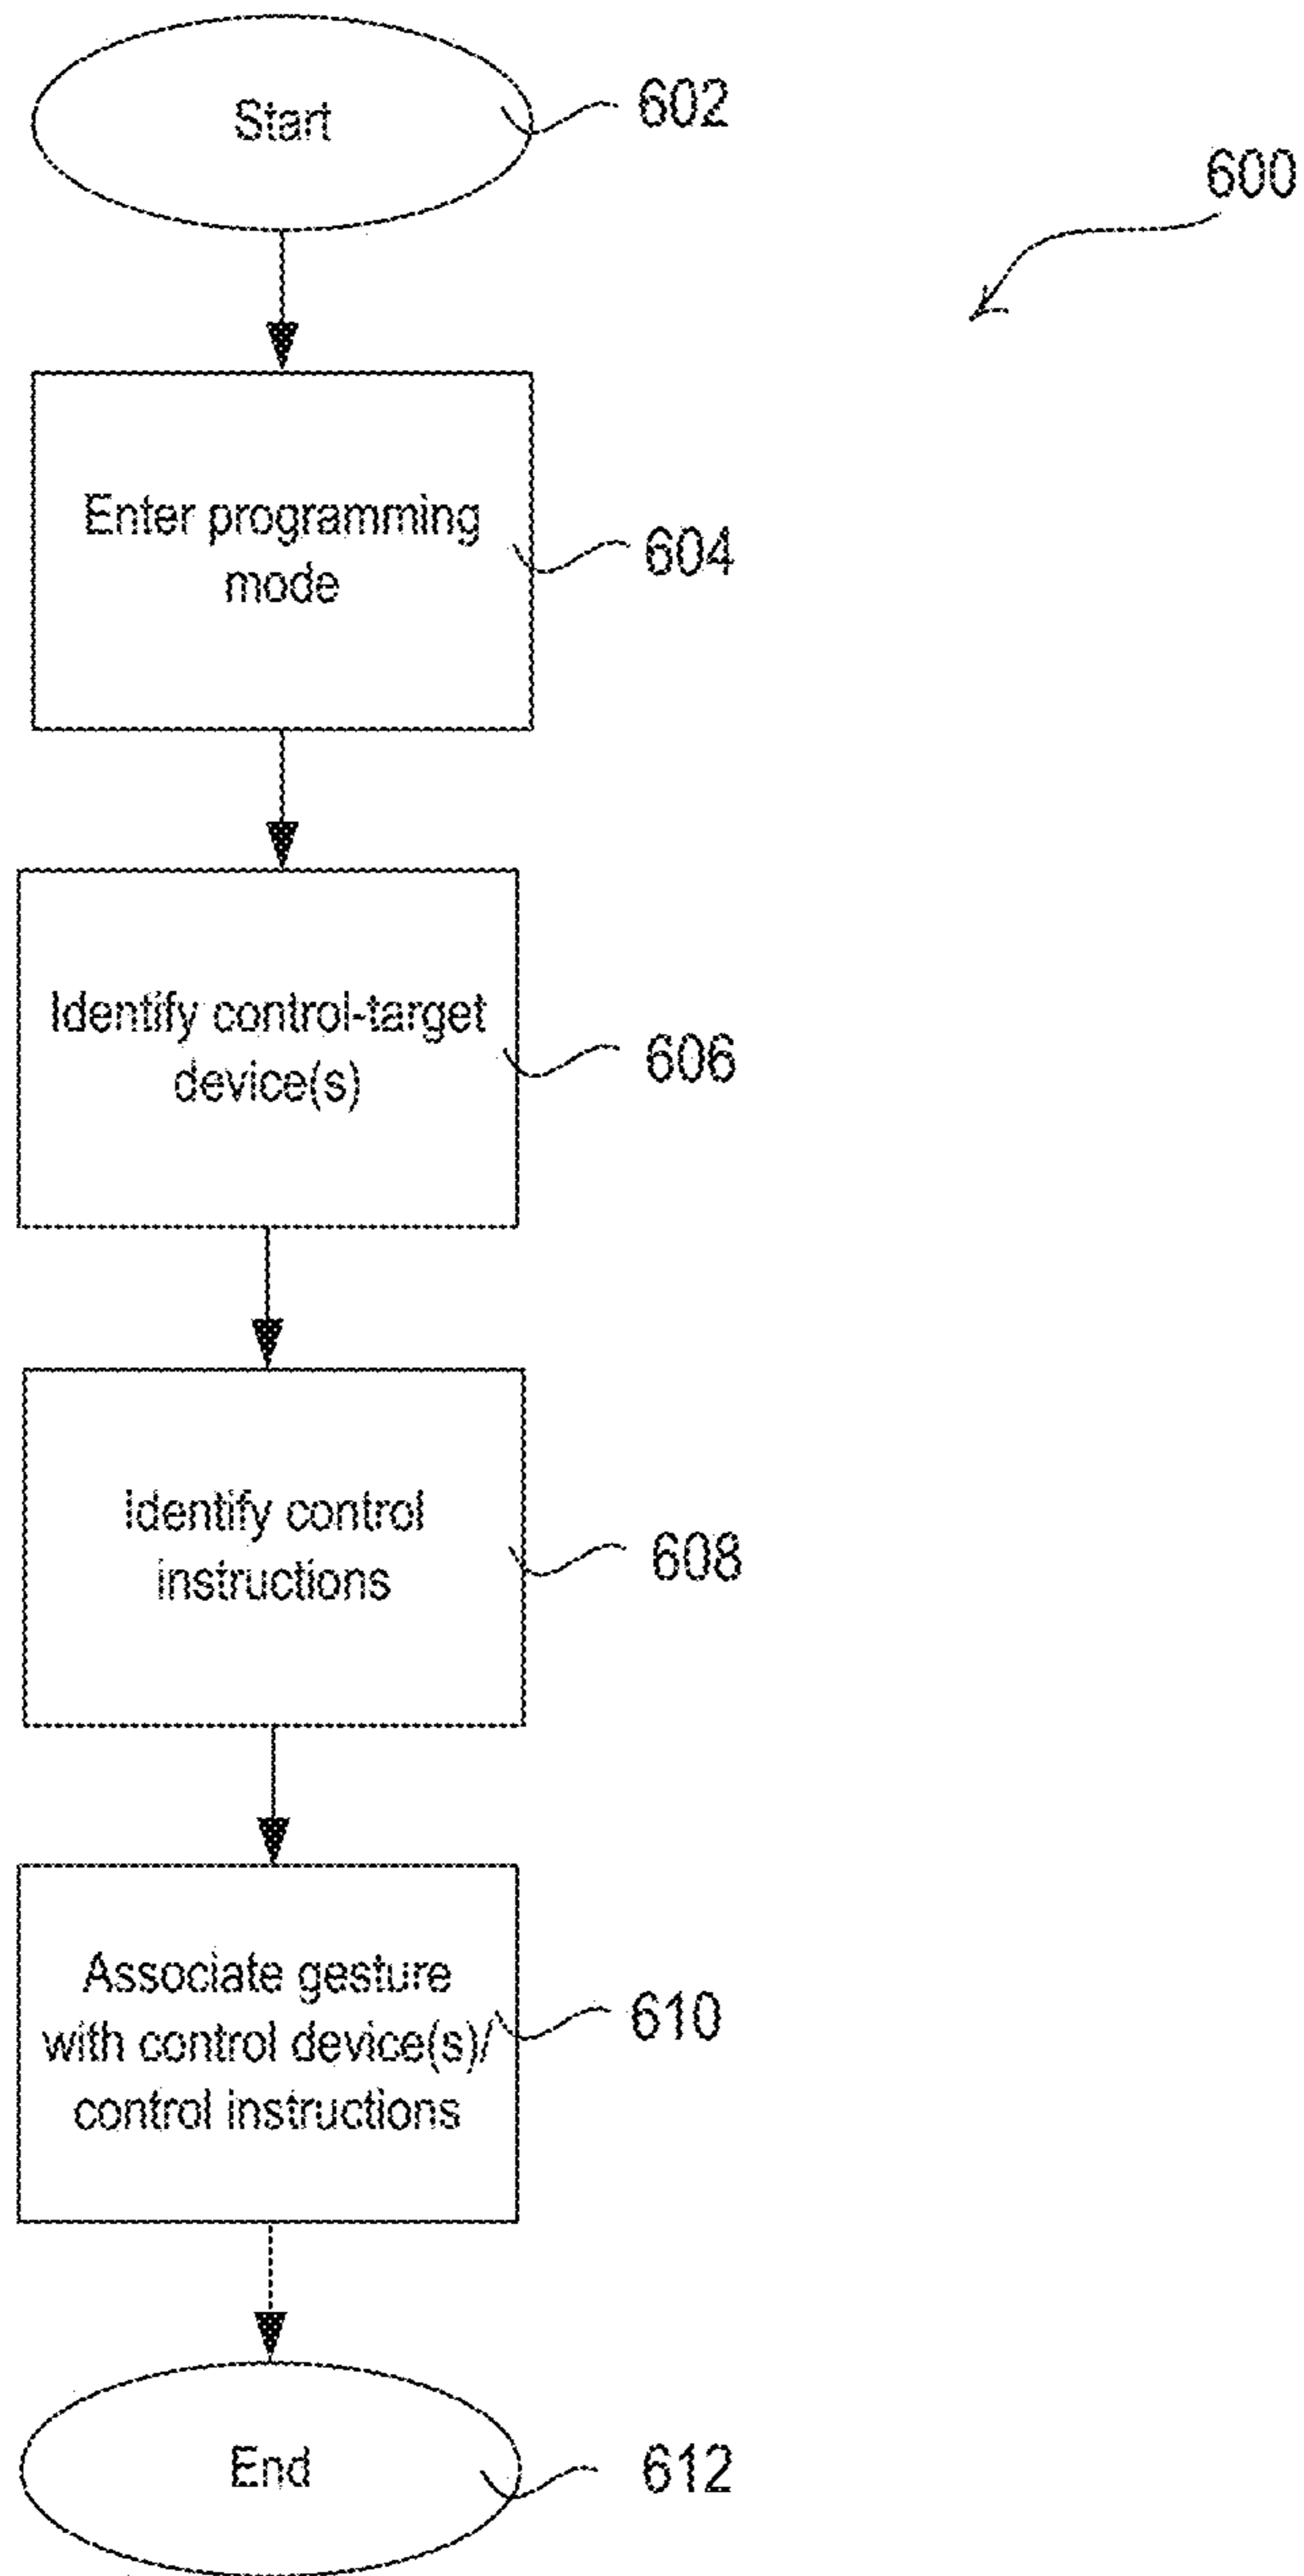 Start
602
600
Enter programming
mode
604
Identify control-target
device(s)
606
Identify control
instructions
608
Associate gesture
with control device(s)/
control instructions
610
End
612